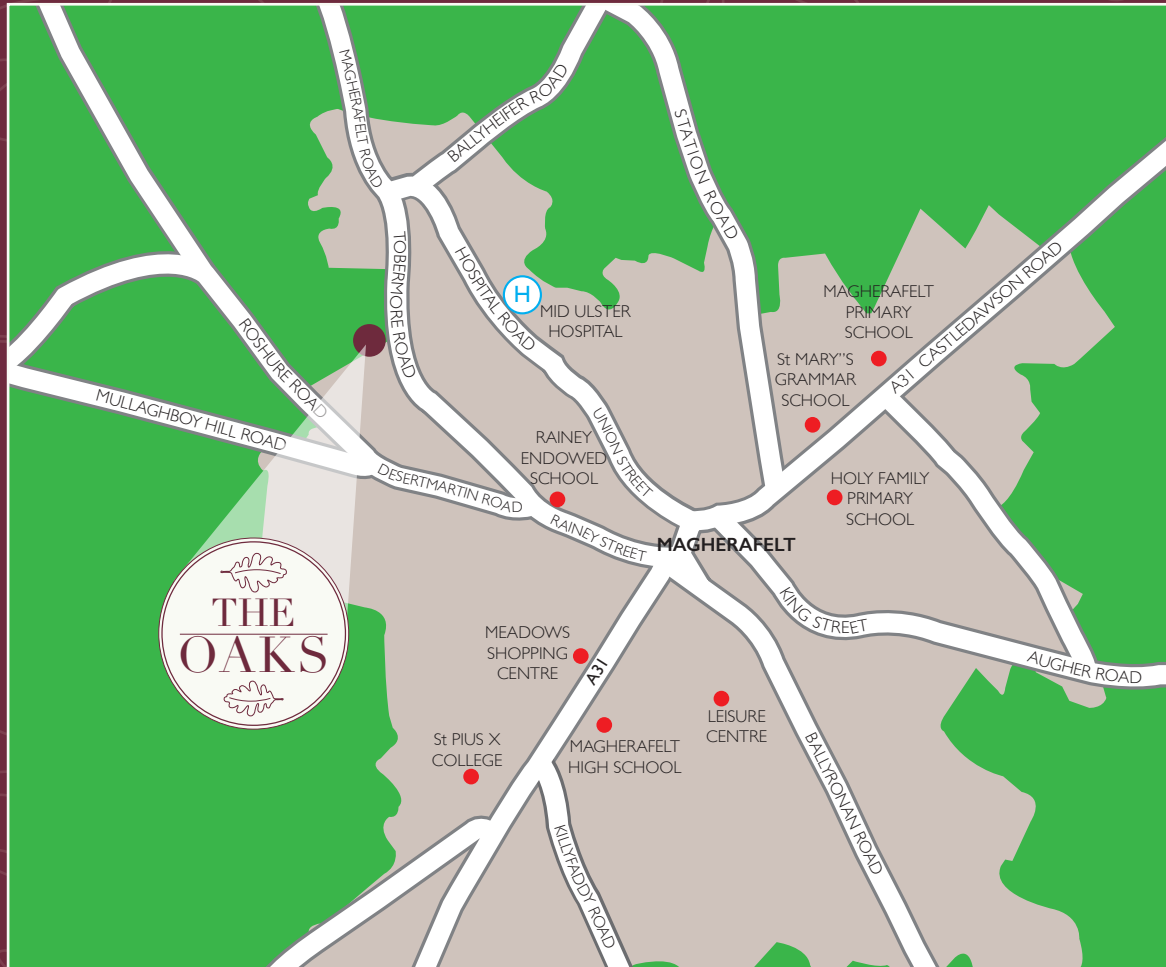 MAGHERAFELT ROAD
BALLYHEIFER ROAD
STATION ROAD
TOBERMORE ROAD
HOSPITAL ROAD
H
MID ULSTER
HOSPITAL
MAGHERAFELT
PRIMARY
SCHOOL
A31 CASTLEDAWSON ROAD
St MARY"S
GRAMMAR
SCHOOL
ROSHURE ROAD
MULLAGHBOY HILL ROAD
UNION STREET
RAINEY
ENDOWED
SCHOOL
DESERTMARTIN ROAD
HOLY FAMILY
PRIMARY
SCHOOL
RAINEY STREET
MAGHERAFELT
KING STREET
AUGHER ROAD
THE
OAKS
MEADOWS
SHOPPING
CENTRE
A31
LEISURE
CENTRE
St PIUS X
COLLEGE
MAGHERAFELT
HIGH SCHOOL
BALLYRONAN ROAD
KILLYFADDY ROAD